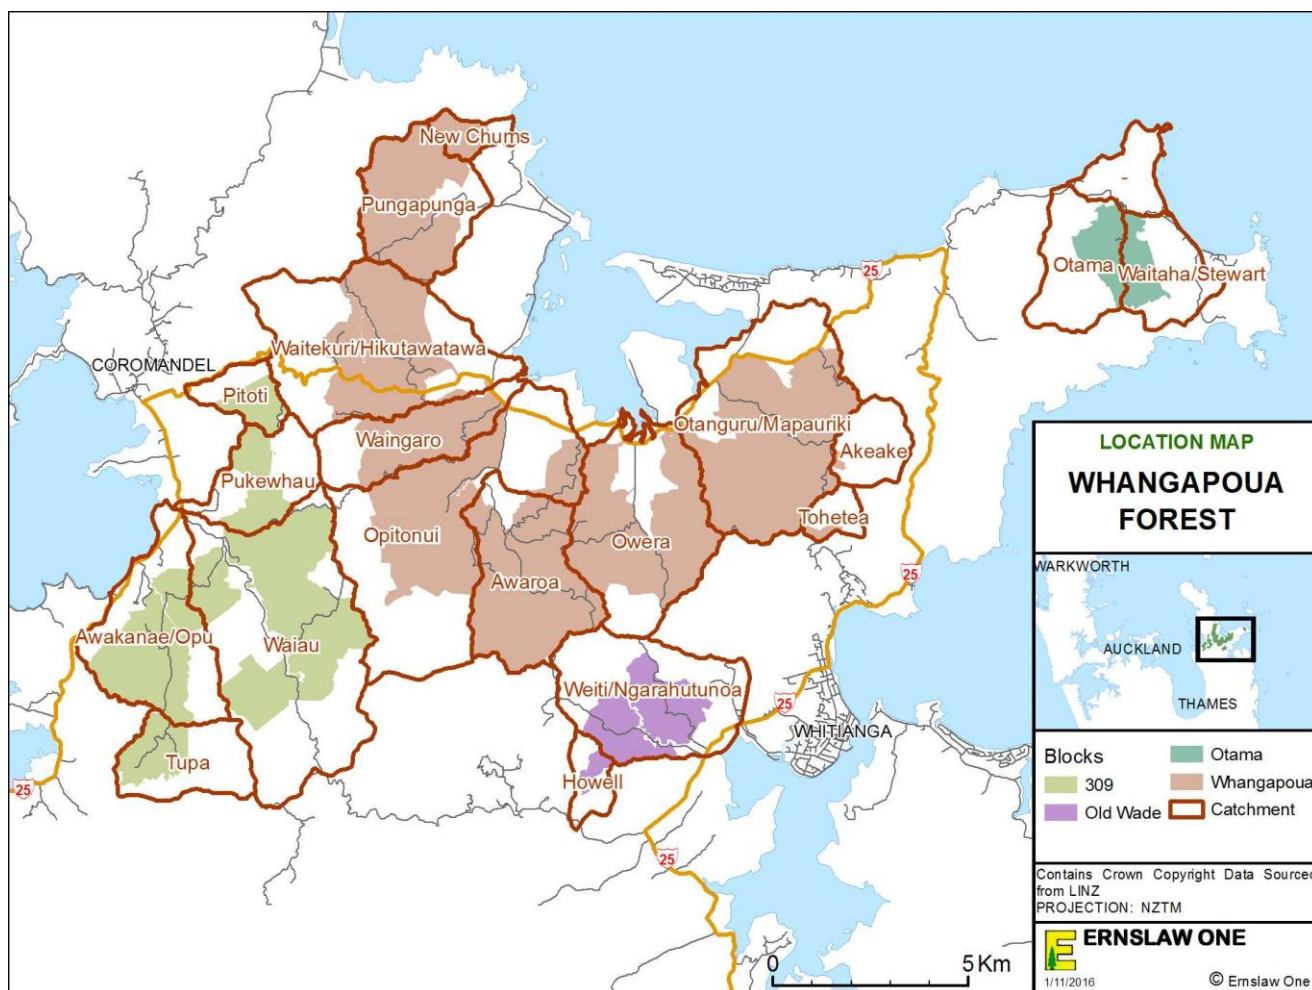 New Chums
Pungapunga
25
Otama
Waitaha/Stewart
COROMANDEL
Waitekuri/Hikutawatawa
Pitoti
Waingaro
Otanguru/Mapauriki
Akeake
Pukewhau
Tohetea
Opitonui
Owera
Awaroa
25
Awakanae/Opu
Waiau
Weiti/Ngarahutunoa
25
WHITIANGA
Tupa
Howell
25
25
0 5 Km
LOCATION MAP
WHANGAPOUA
FOREST
WARKWORTH
AUCKLAND
THAMES
Blocks
309
Old Wade
Otama
Whangapoua
Catchment
Contains Crown Copyright Data Sourced
from LINZ
PROJECTION: NZTM
E ERNSLAW ONE
1/11/2016
© Ernslaw One